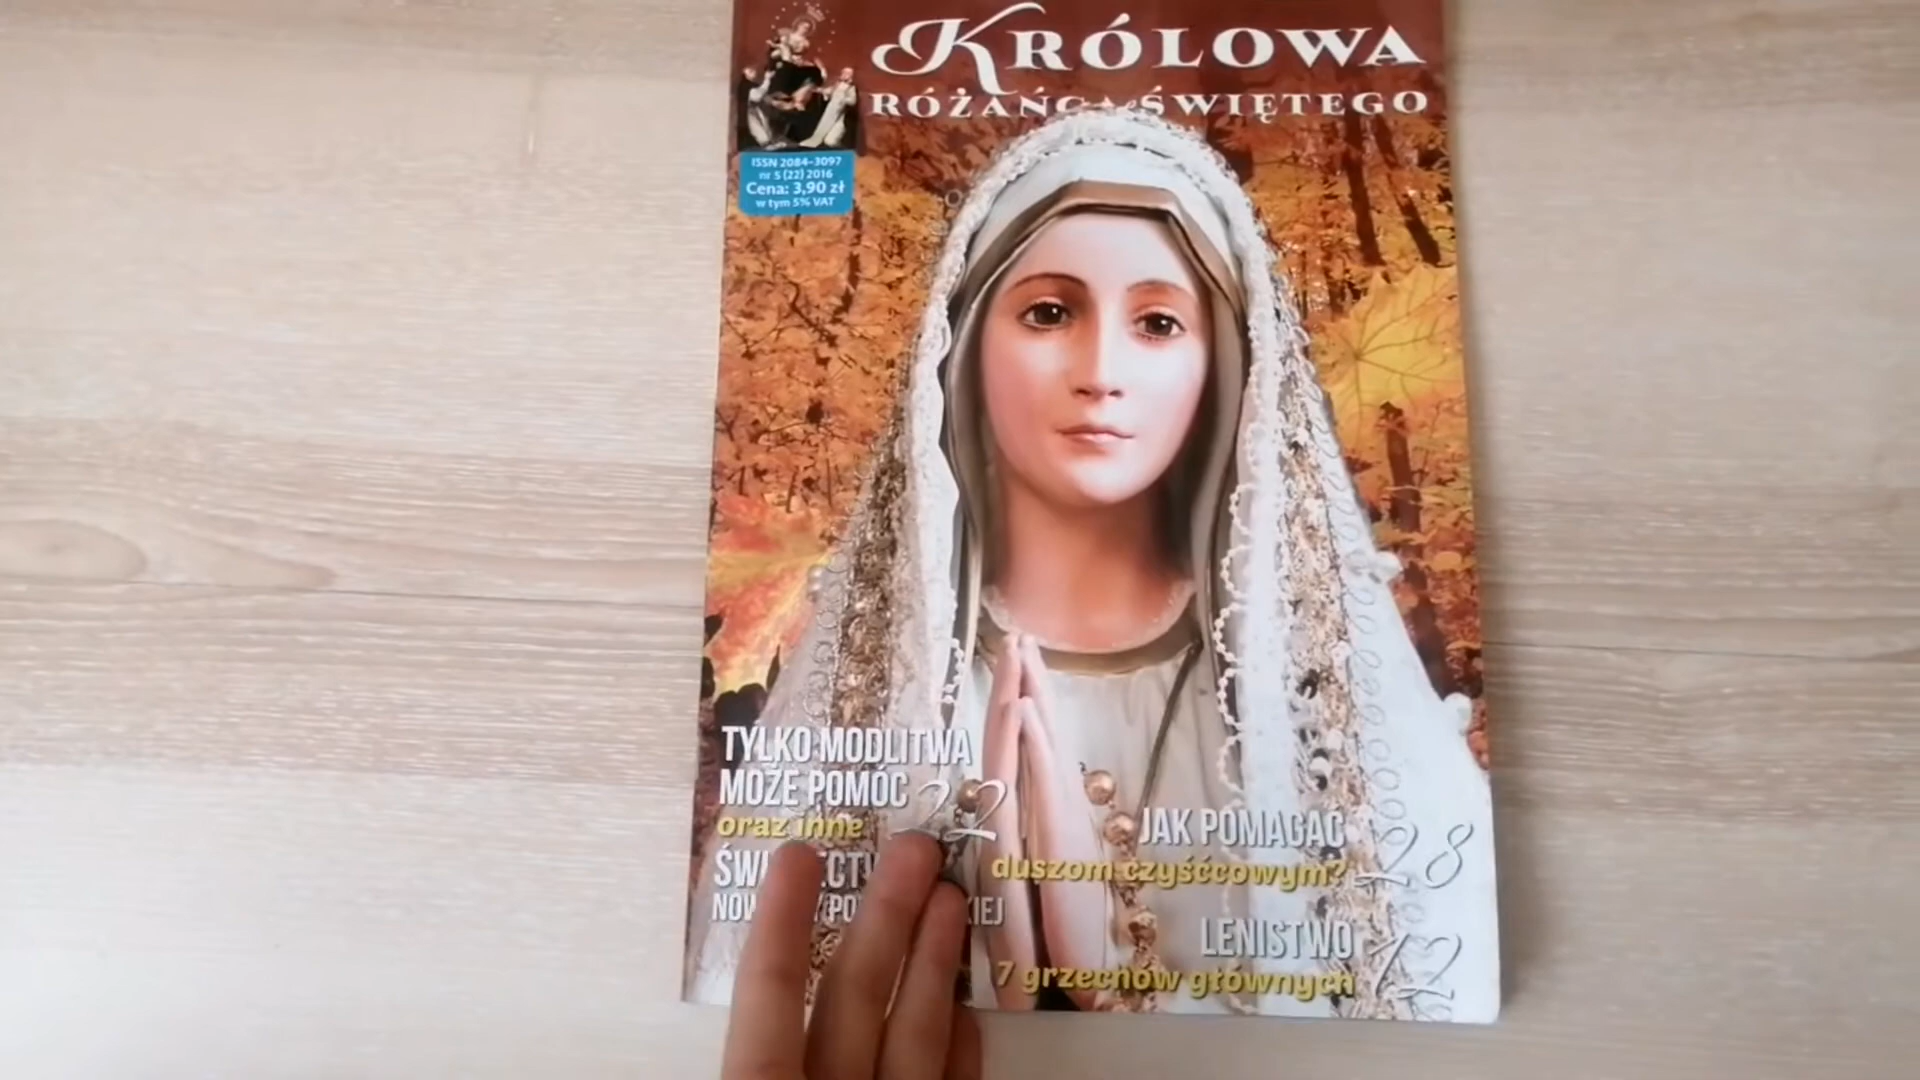 KRÓLOWA
RÓŻAŃCA ŚWIĘTEGO
ISSN 2084-3097
nr 5 (22) 2016
Cena: 3,90 zł
w tym 5% VAT
TYLKO MODLITWA
MOŻE POMÓC 22
oraz inne
JAK POMAGAĆ 28
duszom czyśćcowym?
LENISTWO 12
7 grzechów głównych